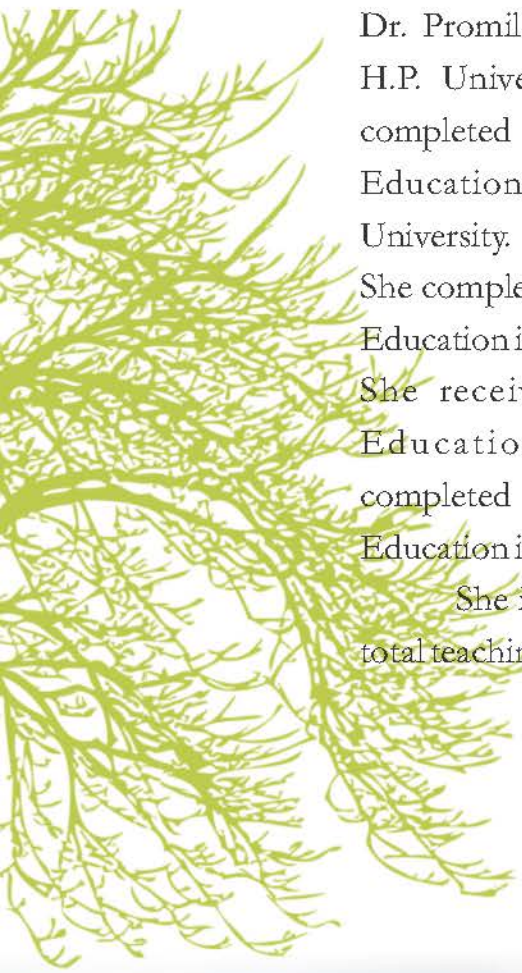 Dr. Promil
H.P. Unive
completed
Education
University.
She comple
Education i
She recei
Educatio
completed
Education i
She
total teachin